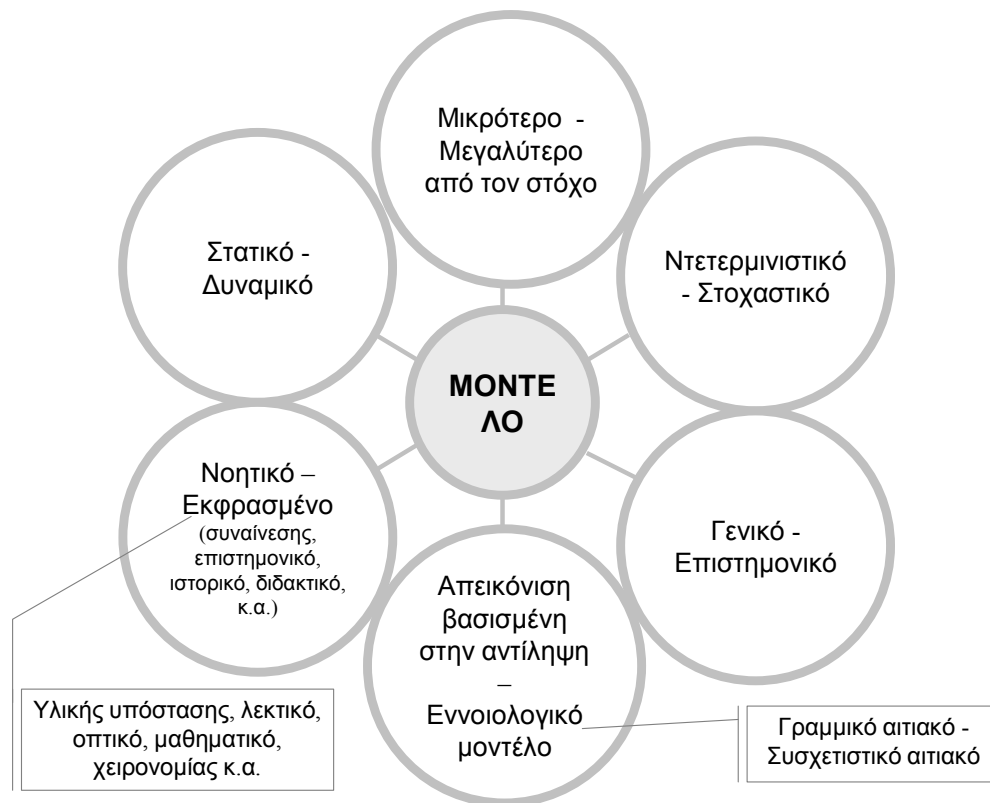 Μικρότερο -
Μεγαλύτερο
από τον στόχο
Στατικό -
Δυναμικό
Ντετερμινιστικό
- Στοχαστικό
ΜΟΝΤΕ
ΛΟ
Νοητικό –
Εκφρασμένο
(συναίνεσης,
επιστημονικό,
ιστορικό, διδακτικό,
κ.α.)
Γενικό -
Επιστημονικό
Απεικόνιση
βασισμένη
στην αντίληψη
–
Εννοιολογικό
μοντέλο
Υλικής υπόστασης, λεκτικό,
οπτικό, μαθηματικό,
χειρονομίας κ.α.
Γραμμικό αιτιακό -
Συσχετιστικό αιτιακό